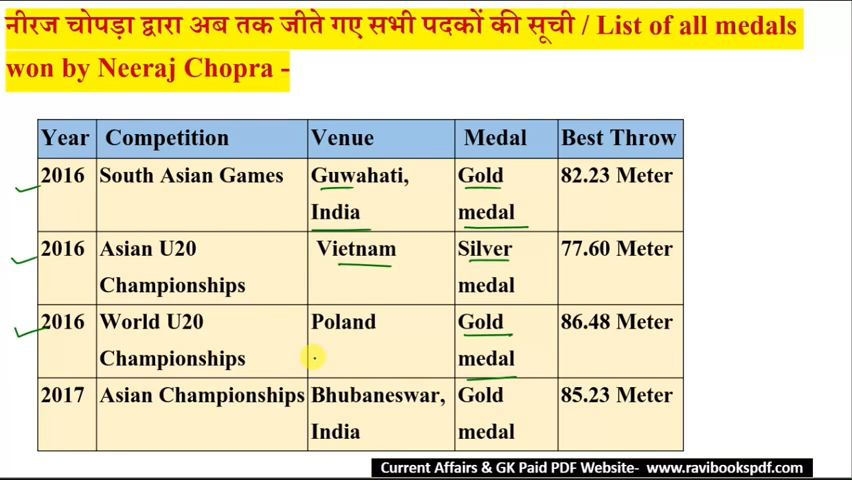 नीरज चोपड़ा द्वारा अब तक जीते गए सभी पदकों की सूची / List of all medals
won by Neeraj Chopra -
Year Competition Venue Medal Best Throw
2016 South Asian Games Guwahati, India Gold medal 82.23 Meter
2016 Asian U20 Championships Vietnam Silver medal 77.60 Meter
2016 World U20 Championships Poland Gold medal 86.48 Meter
2017 Asian Championships Bhubaneswar, India Gold medal 85.23 Meter
Current Affairs & GK Paid PDF Website- www.ravibookspdf.com